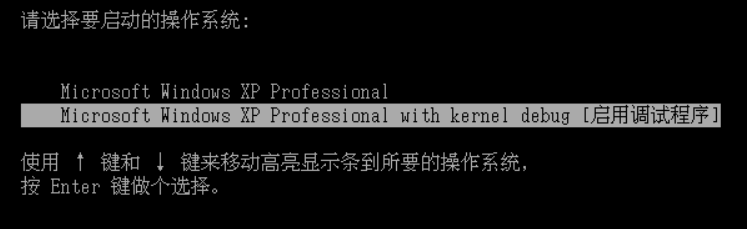 请选择要启动的操作系统:
Microsoft Windows XP Professional
Microsoft Windows XP Professional with kernel debug [启用调试程序]
使用 ↑ 键和 ↓ 键来移动高亮显示条到所要的操作系统,
按 Enter 键做个选择。